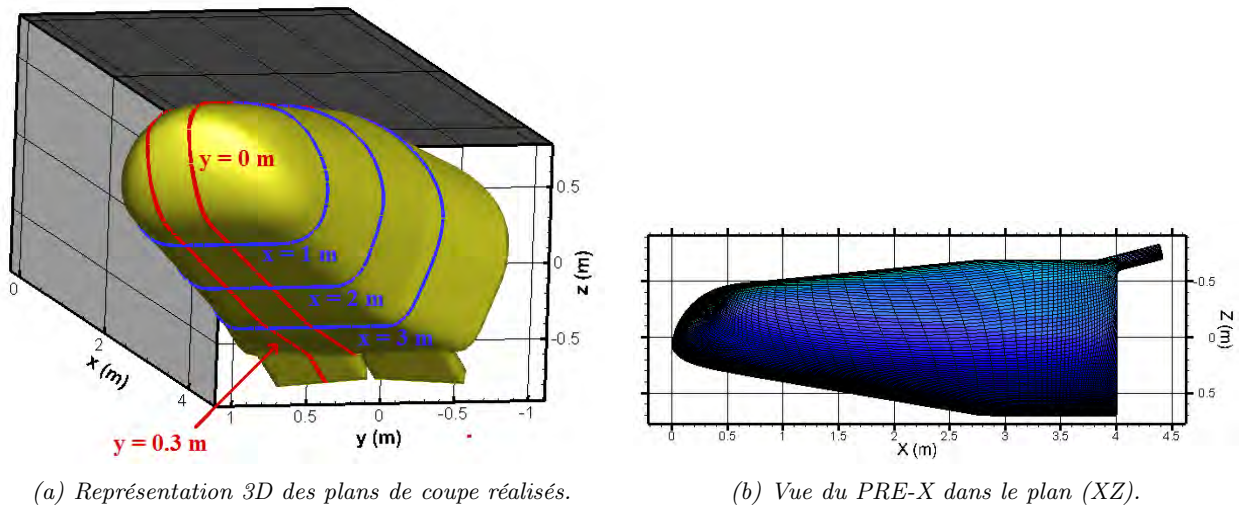 y = 0 m
x = 1 m
x = 2 m
x = 3 m
y = 0.3 m
0.5
0
-0.5
z (m)
0
2
4
x (m)
1
0.5
0
-0.5
-1
y (m)
(a) Représentation 3D des plans de coupe réalisés.
-0.5
0
0.5
Z (m)
0
0.5
1
1.5
2
2.5
3
3.5
4
4.5
X (m)
(b) Vue du PRE-X dans le plan (XZ).